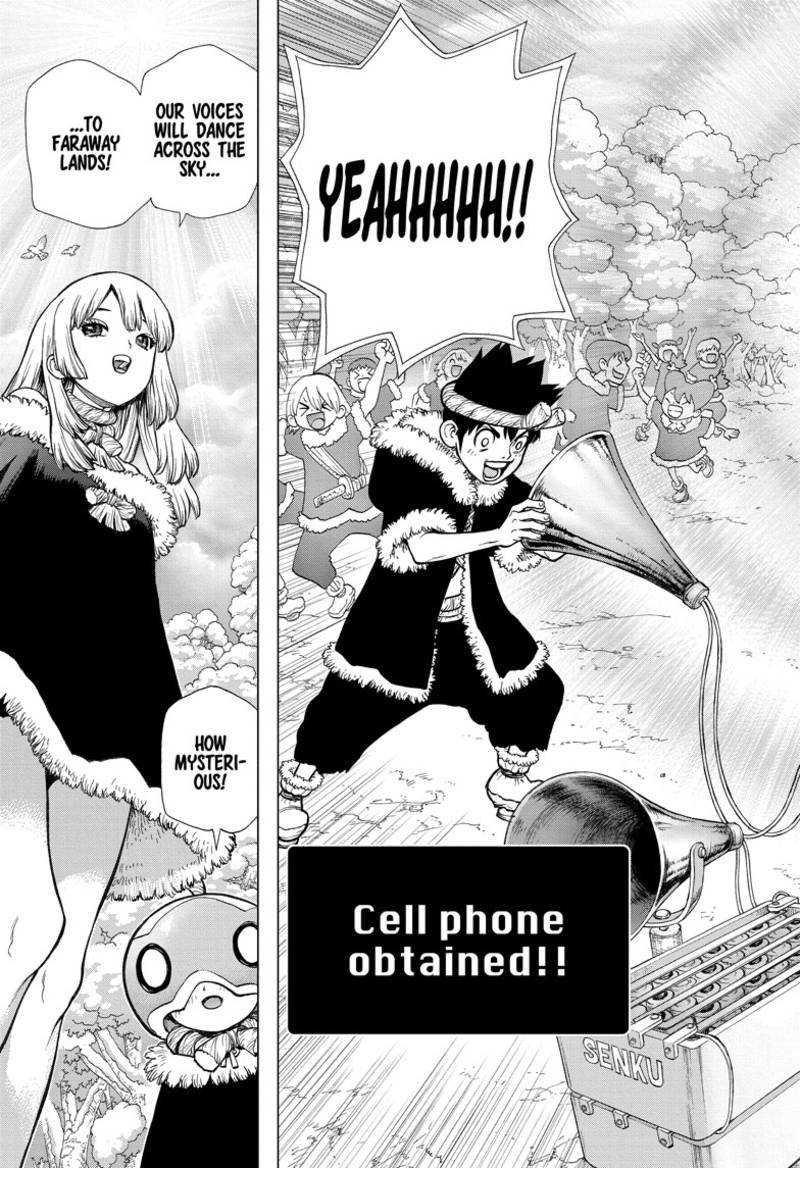 OUR VOICES
WILL DANCE
ACROSS THE
SKY...
...TO
FARAWAY
LANDS!
HOW
MYSTERI-
OUS!
YEAHHHHH!!
Cell phone
obtained!!
SENKU